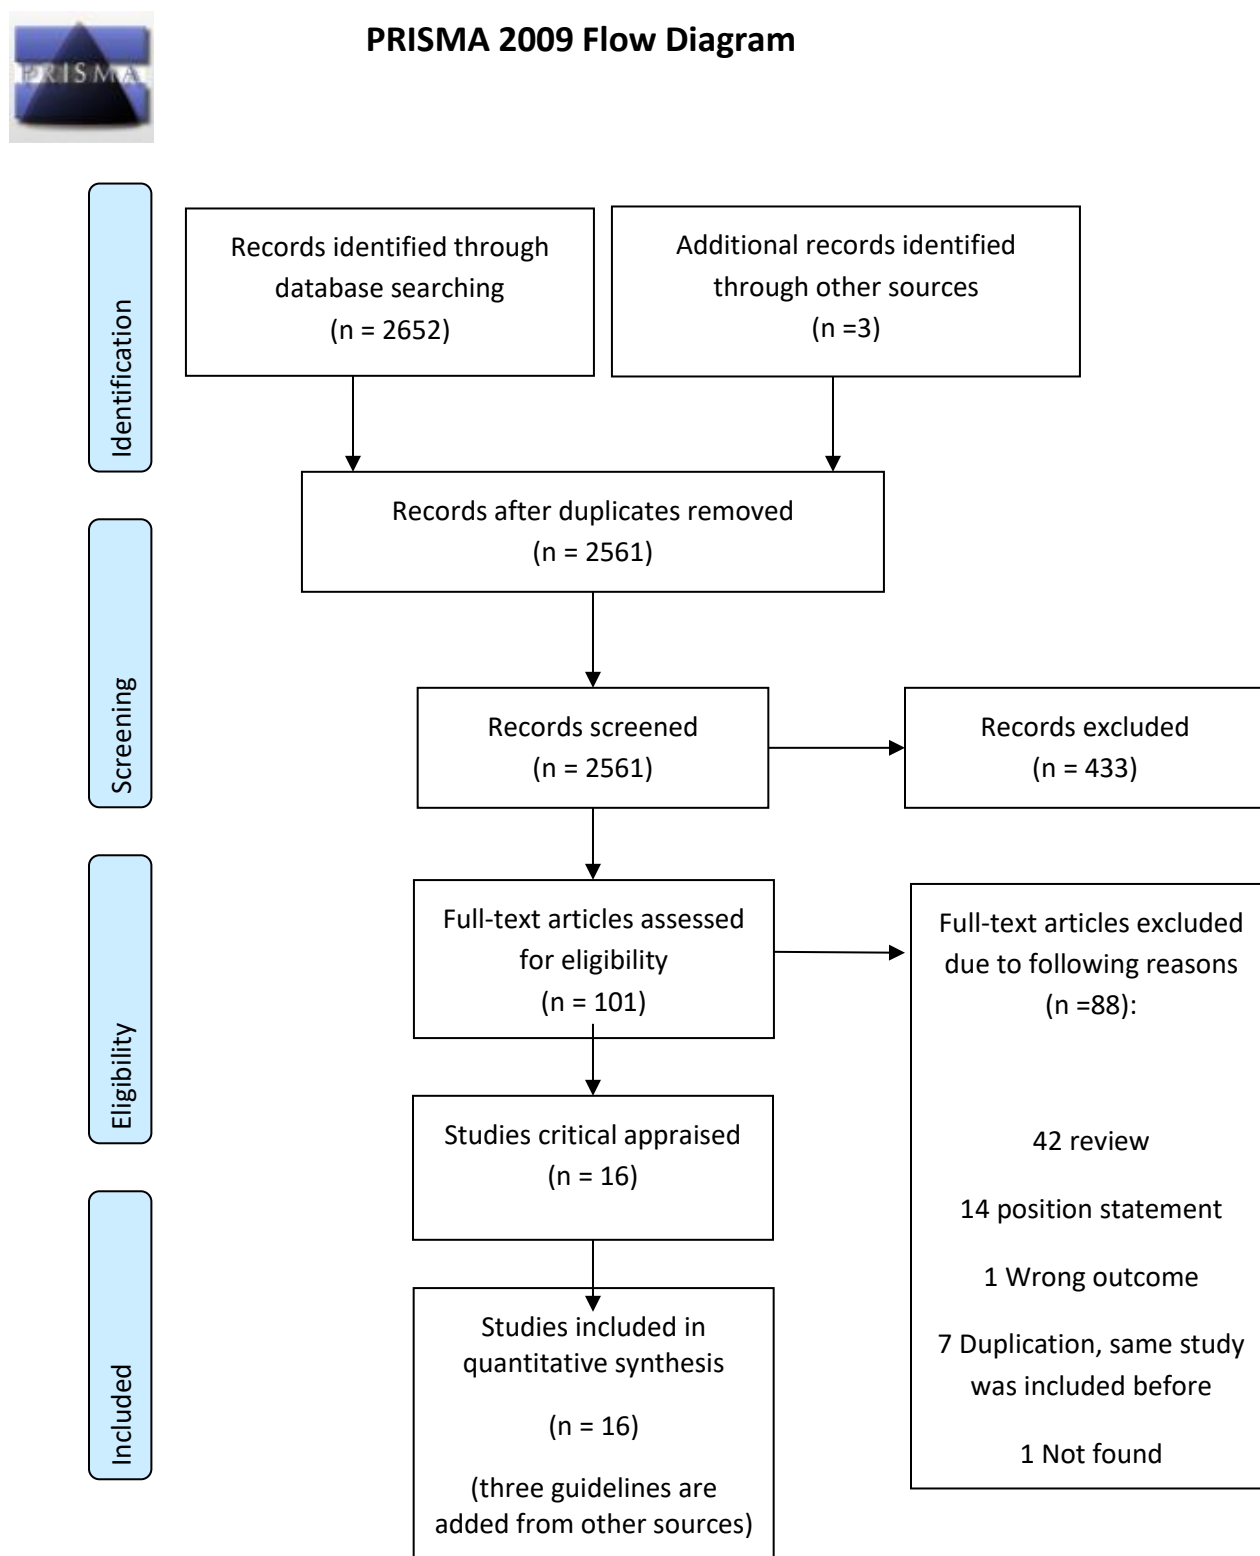 PRISMA 2009 Flow Diagram
PRISMA
Identification
Records identified through
database searching
(n = 2652)
Additional records identified
through other sources
(n =3)
Records after duplicates removed
(n = 2561)
Screening
Records screened
(n = 2561)
Records excluded
(n = 433)
Eligibility
Full-text articles assessed
for eligibility
(n = 101)
Full-text articles excluded
due to following reasons
(n =88):
42 review
14 position statement
1 Wrong outcome
7 Duplication, same study
was included before
1 Not found
Studies critical appraised
(n = 16)
Included
Studies included in
quantitative synthesis
(n = 16)
(three guidelines are
added from other sources)